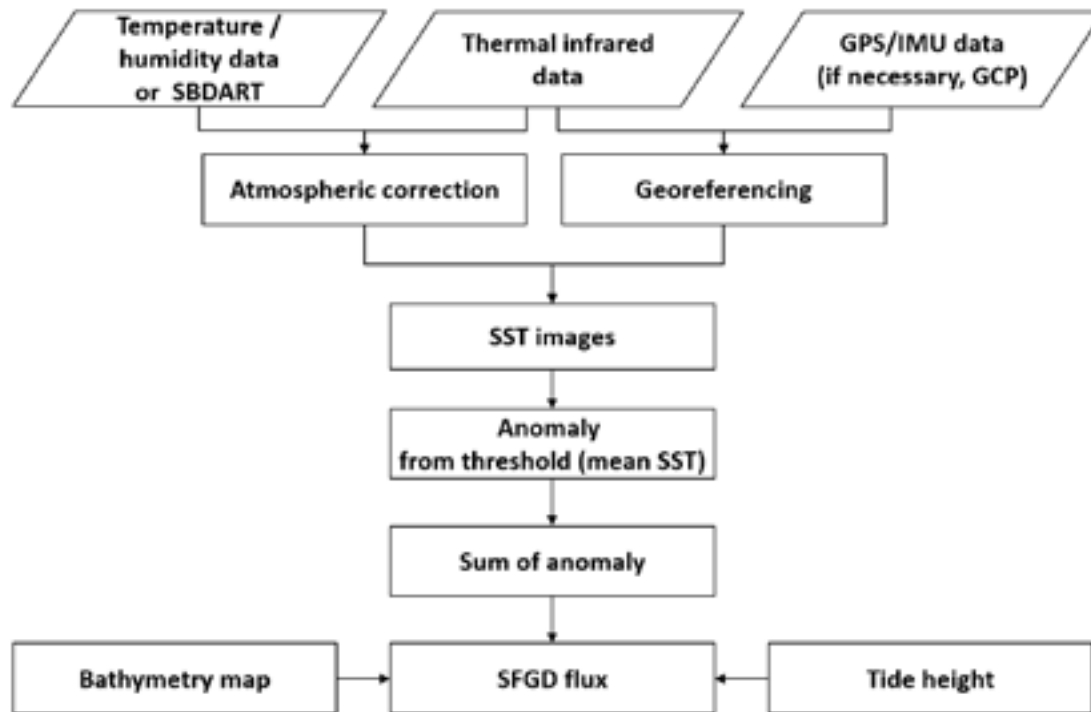 Temperature /
humidity data
or SBDART
Thermal infrared
data
GPS/IMU data
(if necessary, GCP)
Atmospheric correction
Georeferencing
SST images
Anomaly
from threshold (mean SST)
Sum of anomaly
Bathymetry map
SFGD flux
Tide height